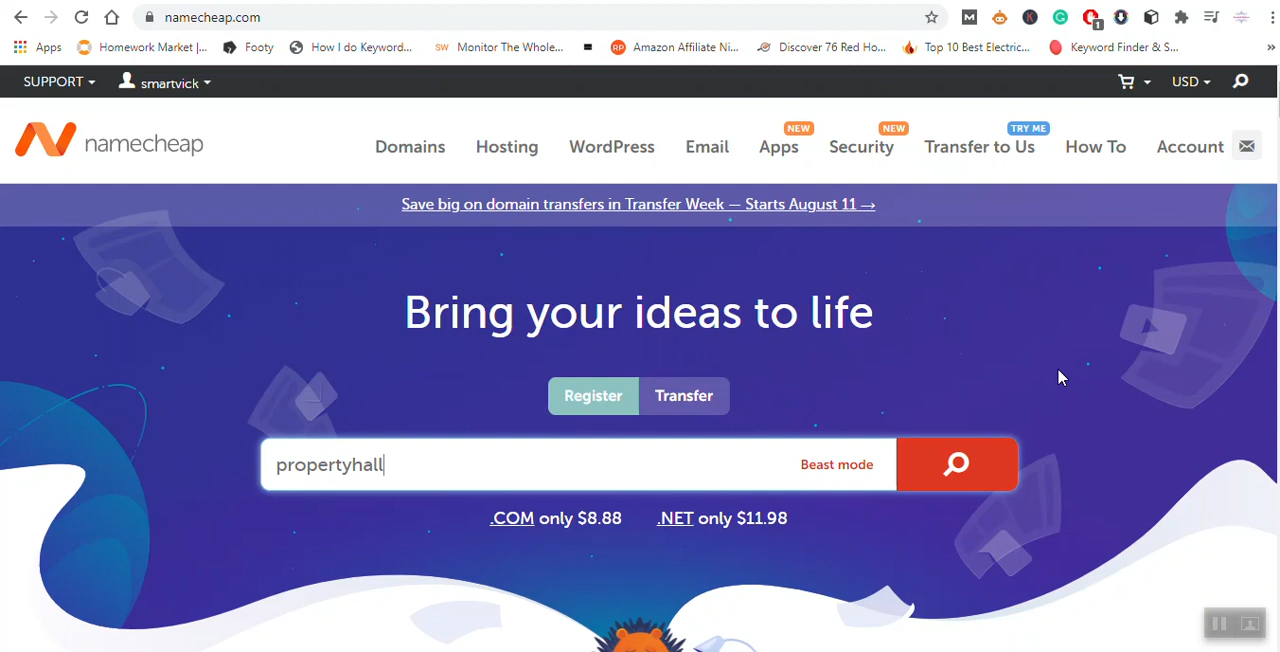 namecheap.com
Apps Homework Market |... Footy How I do Keyword... SW Monitor The Whole... RP Amazon Affiliate Ni... Discover 76 Red Ho... Top 10 Best Electric... Keyword Finder & S... »
SUPPORT smartvick USD
namecheap
Domains Hosting WordPress Email Apps NEW Security NEW Transfer to Us TRY ME How To Account
Save big on domain transfers in Transfer Week — Starts August 11 →
Bring your ideas to life
Register Transfer
propertyhall Beast mode
.COM only $8.88 .NET only $11.98